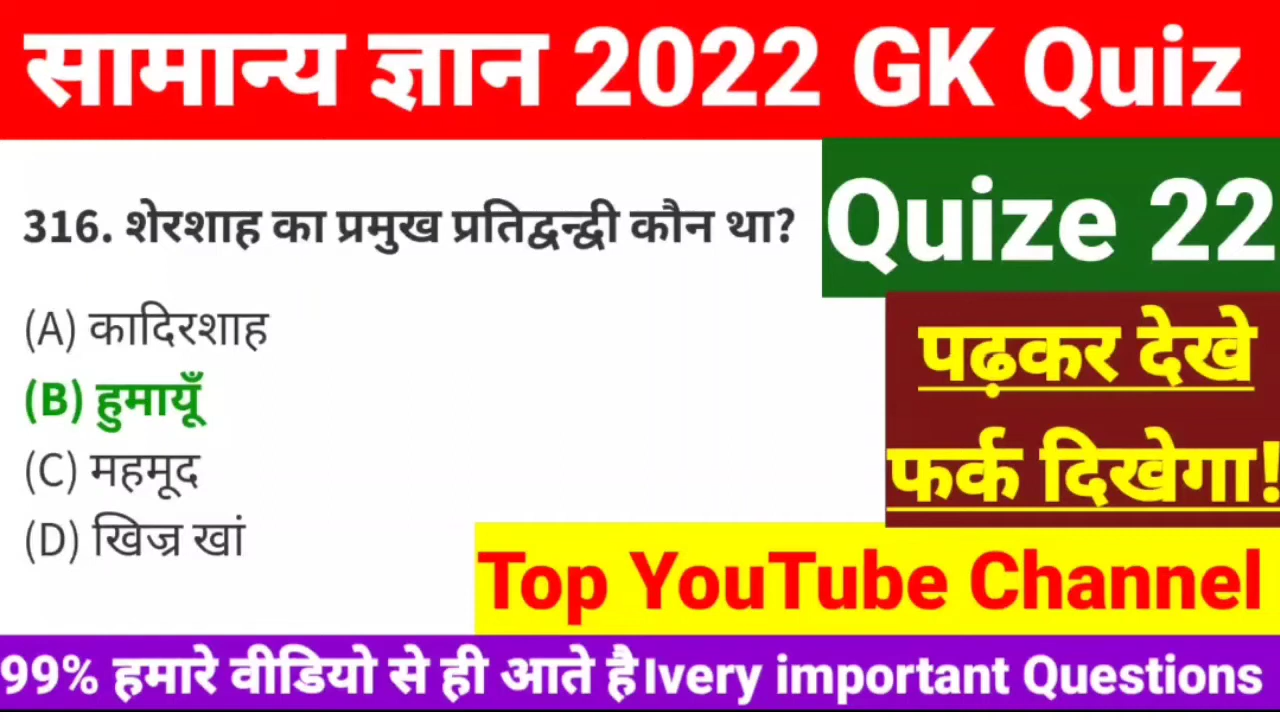 सामान्य ज्ञान 2022 GK Quiz
316. शेरशाह का प्रमुख प्रतिद्वन्द्वी कौन था?
(A) कादिरशाह
(B) हुमायूँ
(C) महमूद
(D) खिज्र खां
Quize 22
पढ़कर देखे
फर्क दिखेगा!
Top YouTube Channel
99% हमारे वीडियो से ही आते है Ivery important Questions